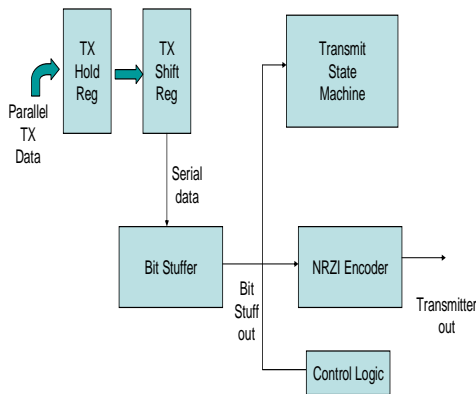 TX
Hold
Reg
TX
Shift
Reg
Transmit
State
Machine
Parallel
TX
Data
Serial
data
Bit Stuffer
NRZI Encoder
Bit
Stuff
out
Transmitter
out
Control Logic